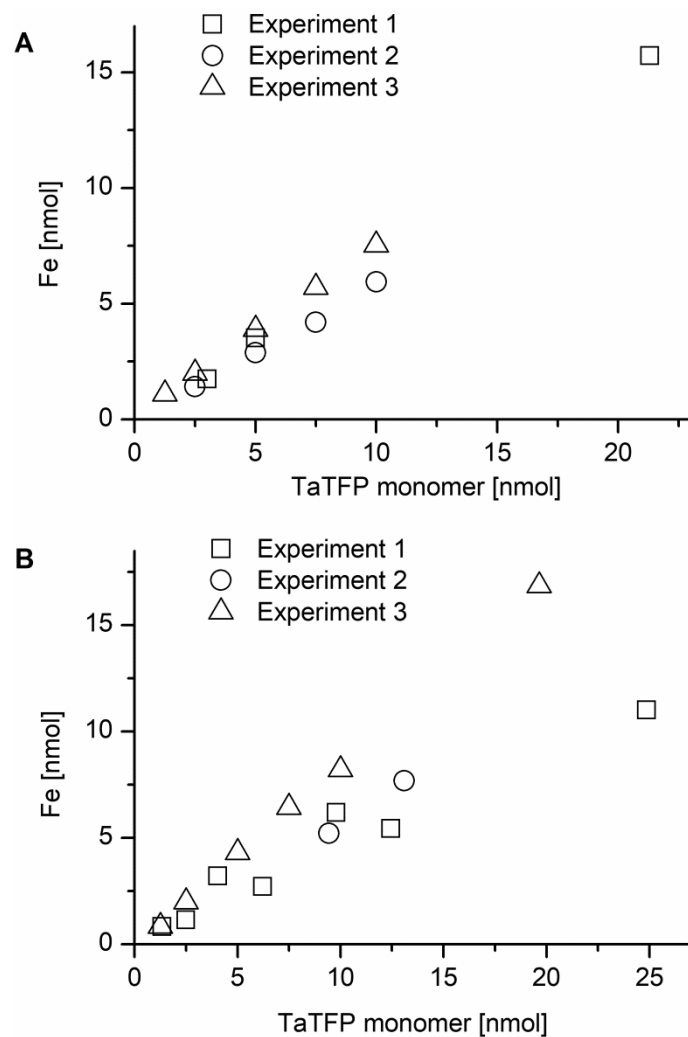 A
Experiment 1
Experiment 2
Experiment 3
15
10
5
0
Fe [nmol]
0 5 10 15 20
TaTFP monomer [nmol]
B
Experiment 1
Experiment 2
Experiment 3
15
10
5
0
Fe [nmol]
0 5 10 15 20 25
TaTFP monomer [nmol]